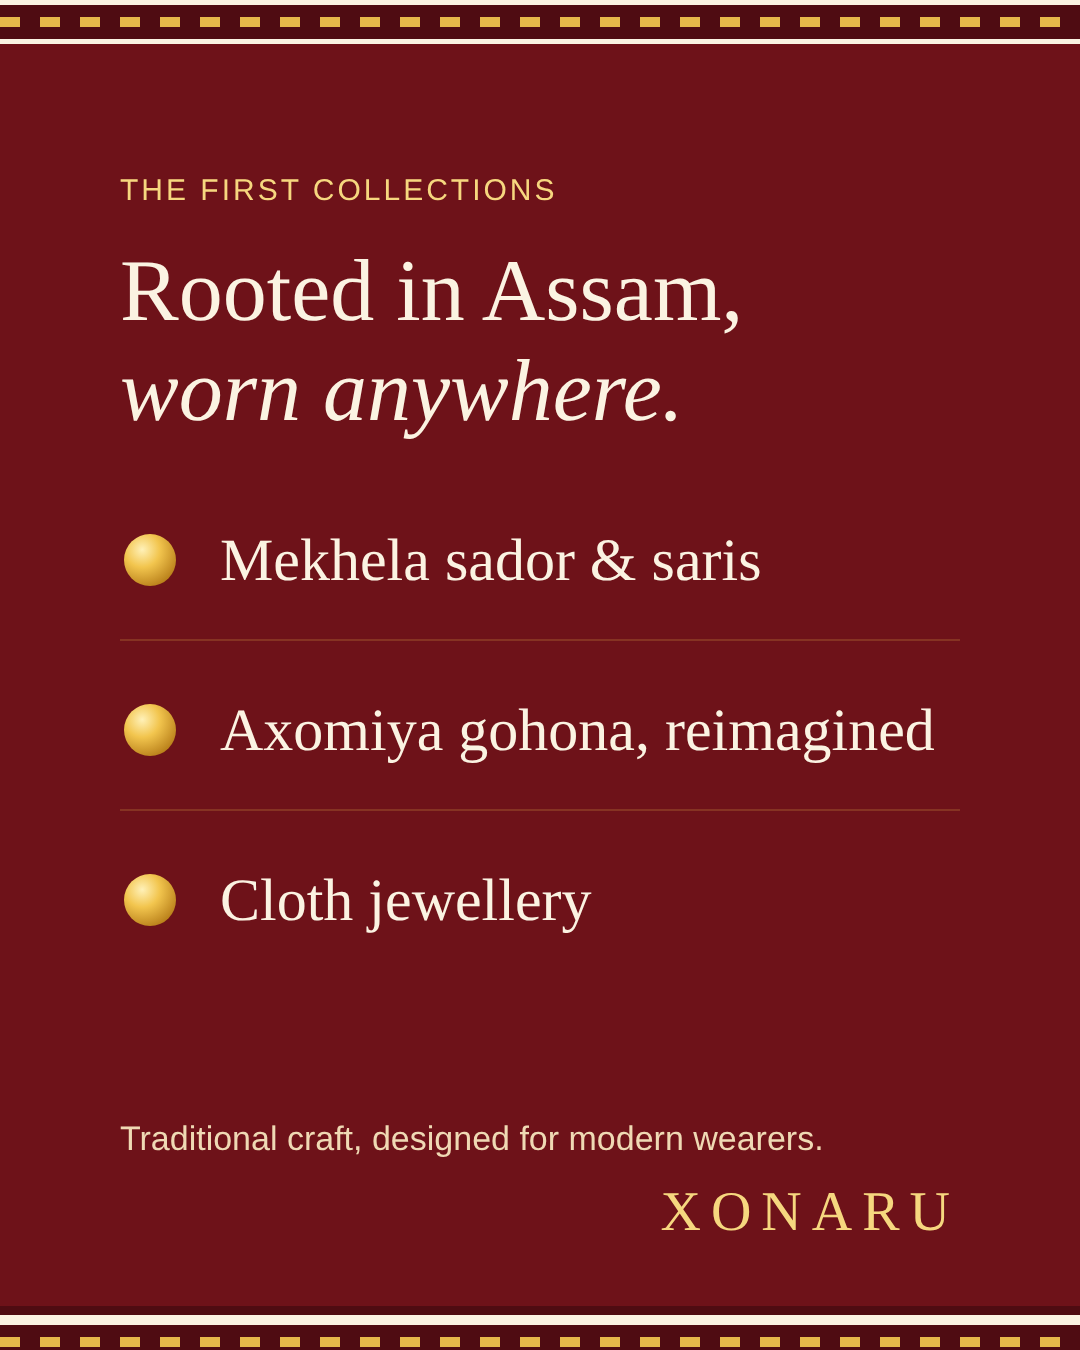 THE FIRST COLLECTIONS
Rooted in Assam,
worn anywhere.
Mekhela sador & saris
Axomiya gohona, reimagined
Cloth jewellery
Traditional craft, designed for modern wearers.
XONARU